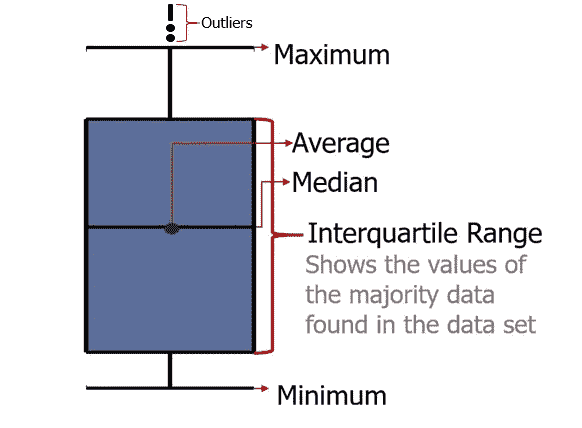 Outliers
Maximum
Average
Median
Interquartile Range
Shows the values of
the majority data
found in the data set
Minimum